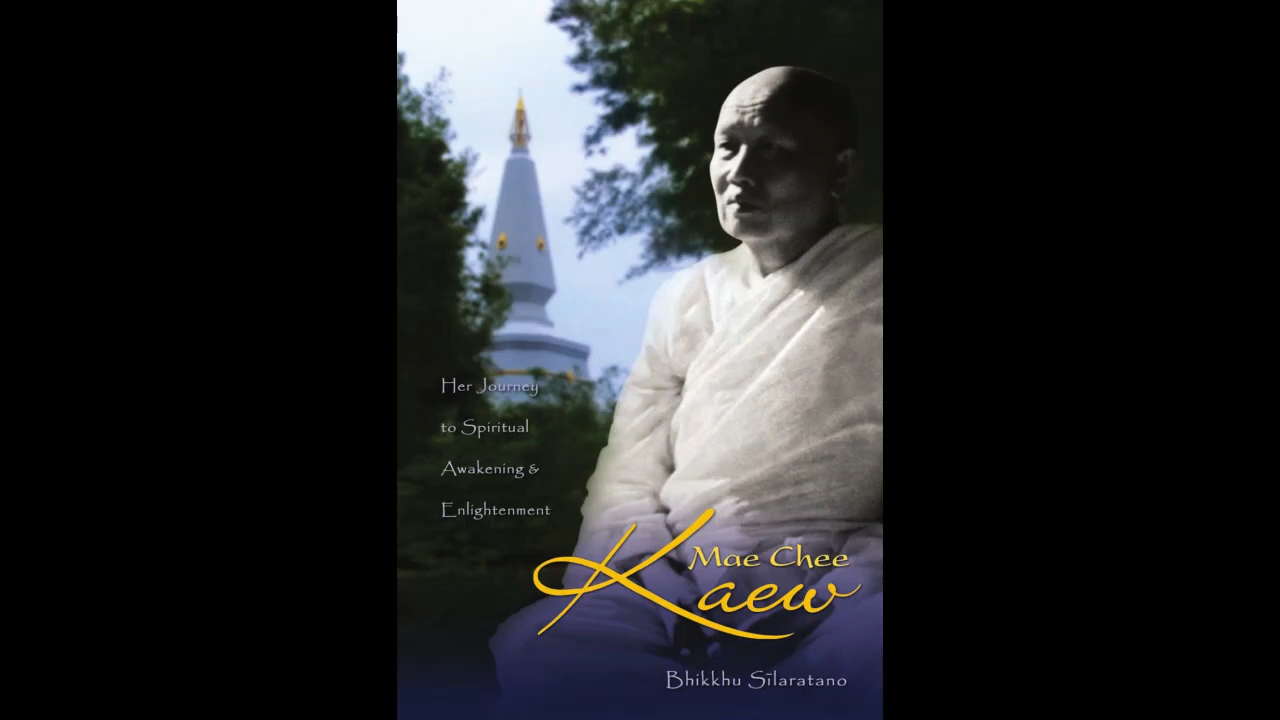 Her Journey
to Spiritual
Awakening &
Enlightenment
Mae Chee
Kaew
Bhikkhu Sīlaratano